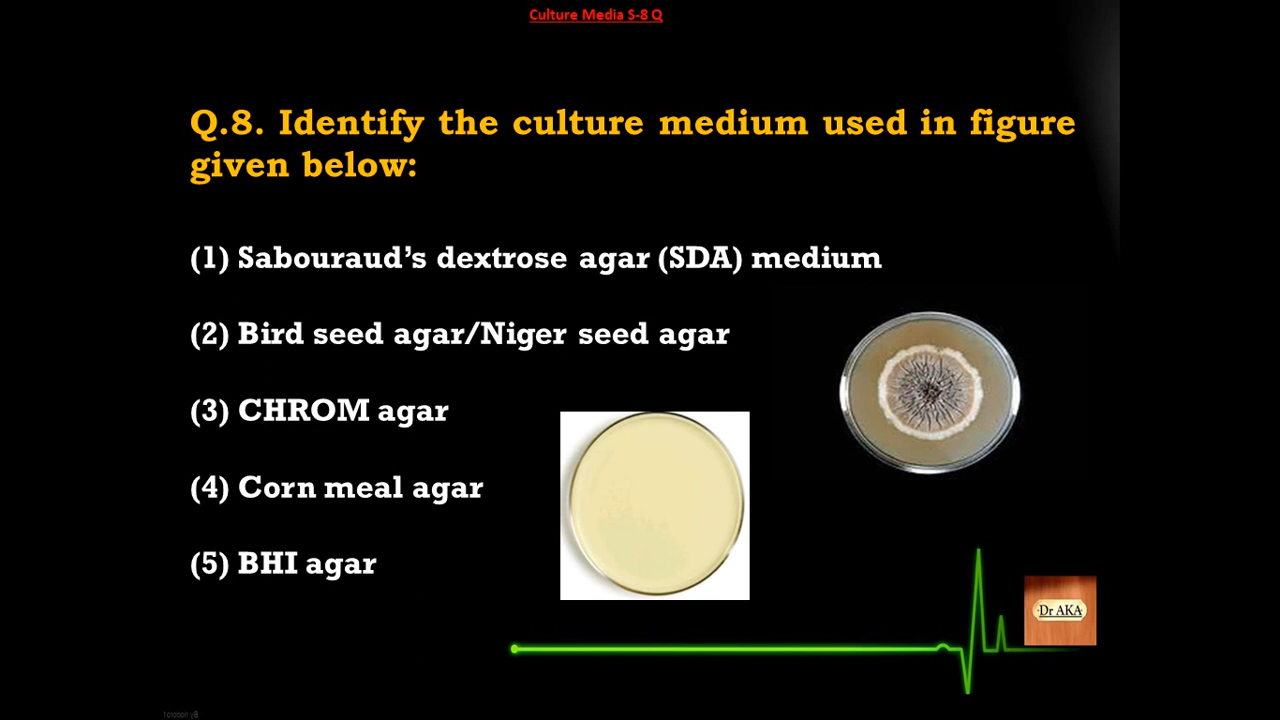 Culture Media S-8 Q
Q.8. Identify the culture medium used in figure
given below:
(1) Sabouraud’s dextrose agar (SDA) medium
(2) Bird seed agar/Niger seed agar
(3) CHROM agar
(4) Corn meal agar
(5) BHI agar
Dr AKA